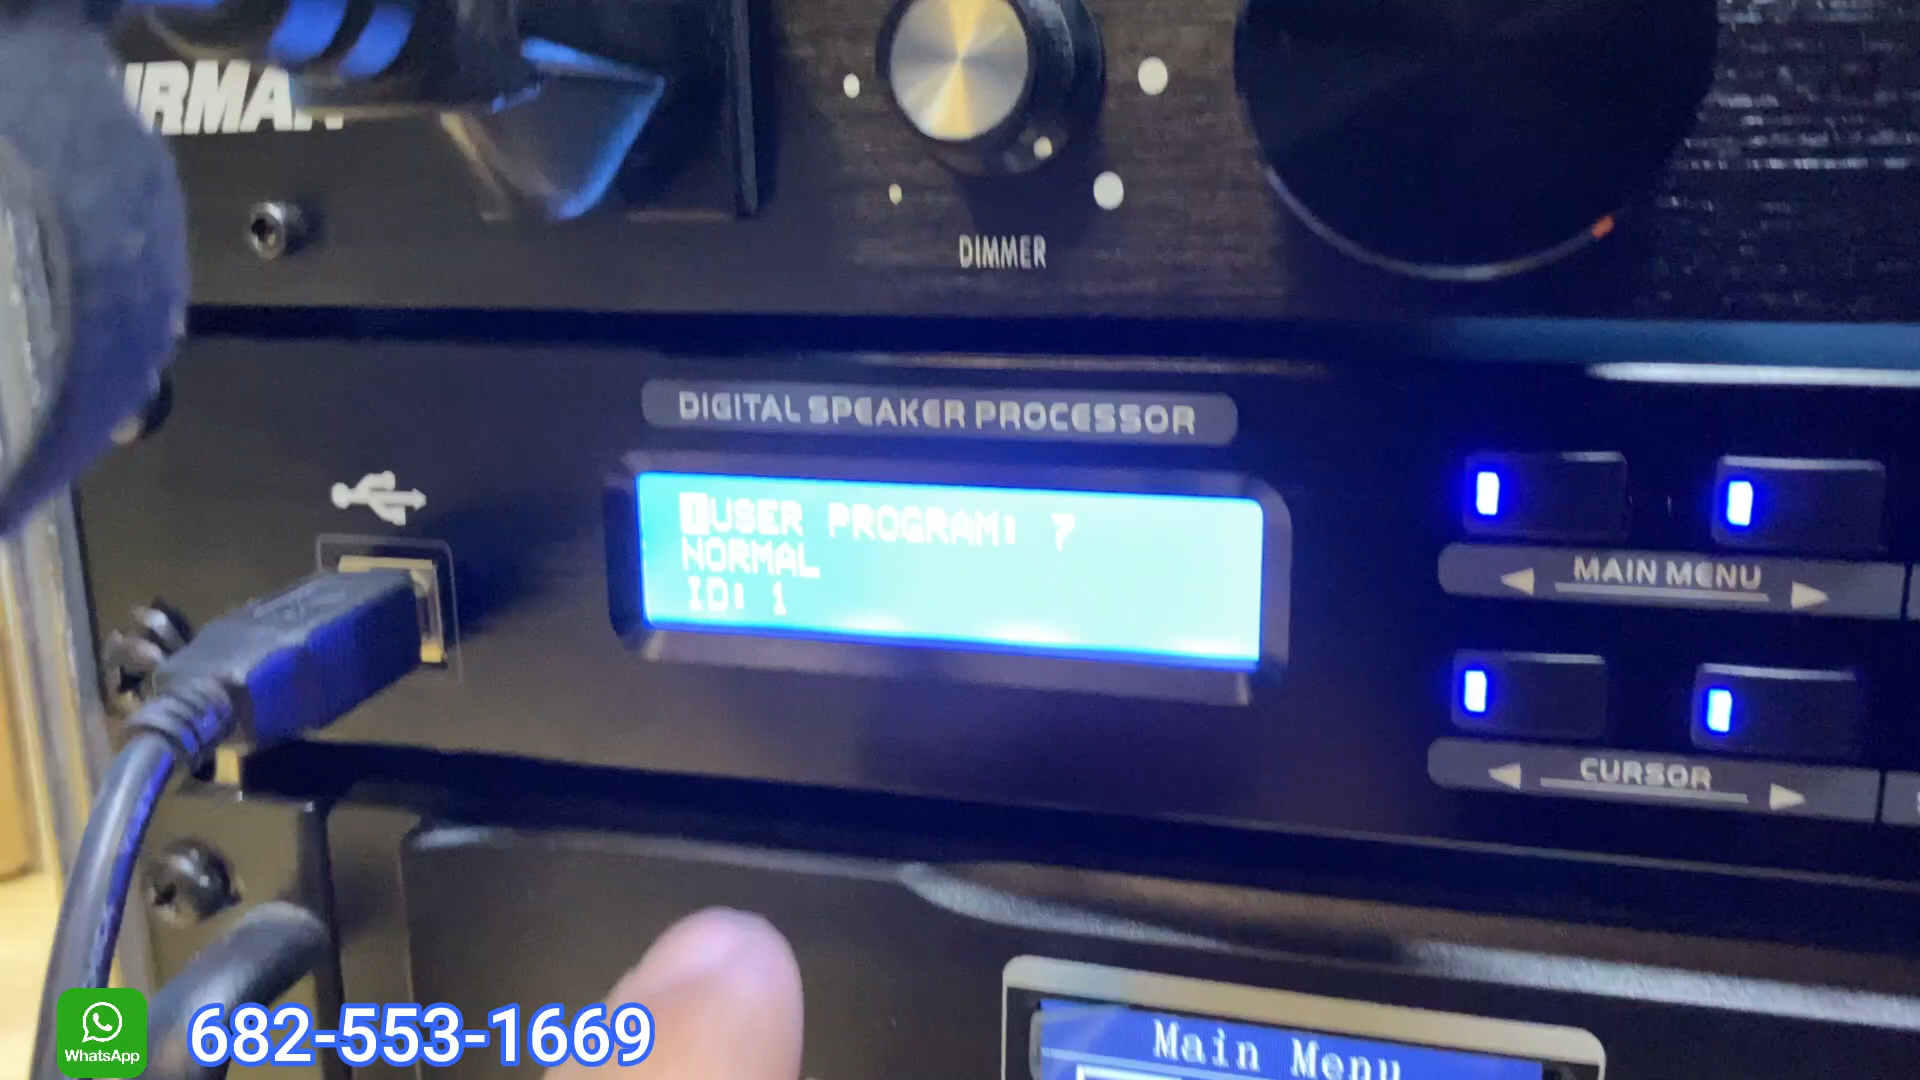 URMAN
DIMMER
DIGITAL SPEAKER PROCESSOR
USER PROGRAM: 7
NORMAL
ID: 1
MAIN MENU
CURSOR
Main Menu
WhatsApp
682-553-1669